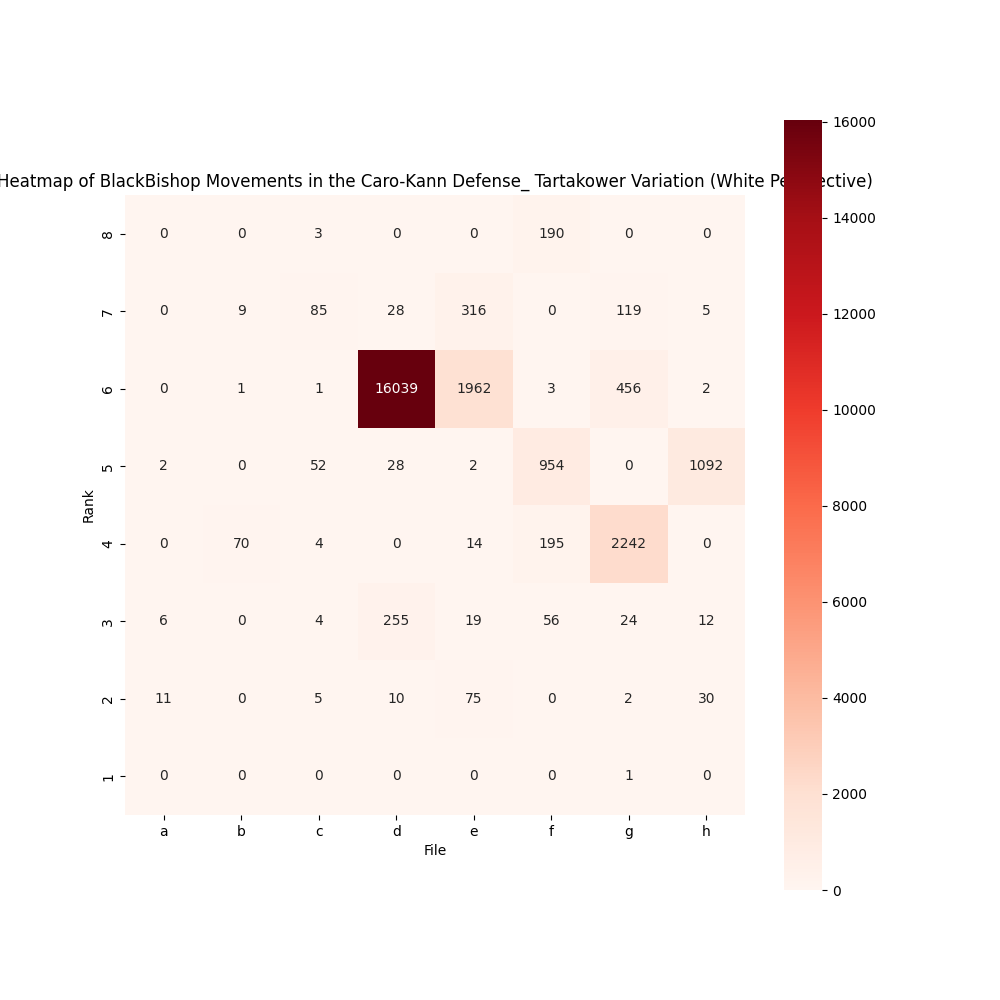 16000
Heatmap of BlackBishop Movements in the Caro-Kann Defense_ Tartakower Variation (White Pe ective)
14000
8 0 0 3 0 0 190 0 0
7 0 9 85 28 316 0 119 5
12000
6 0 1 1 16039 1962 3 456 2
10000
5 2 0 52 28 2 954 0 1092
8000
Rank
4 0 70 4 0 14 195 2242 0
6000
3 6 0 4 255 19 56 24 12
4000
2 11 0 5 10 75 0 2 30
2000
1 0 0 0 0 0 0 1 0
a b c d e f g h
File
0